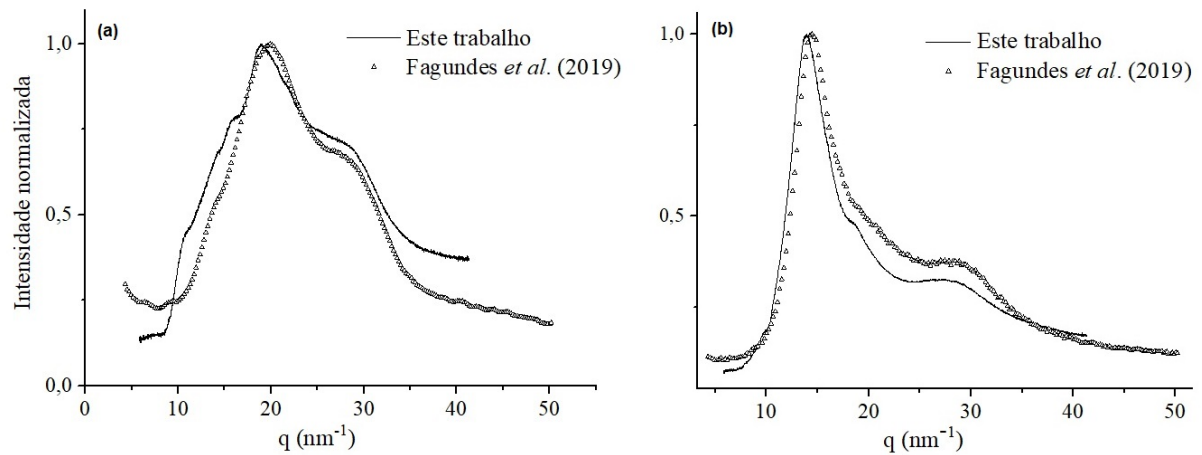 (a)
1,0
0,5
0,0
Intensidade normalizada
Este trabalho
Fagundes et al. (2019)
0 10 20 30 40 50
q (nm⁻¹)
(b)
1,0
0,5
Este trabalho
Fagundes et al. (2019)
10 20 30 40 50
q (nm⁻¹)